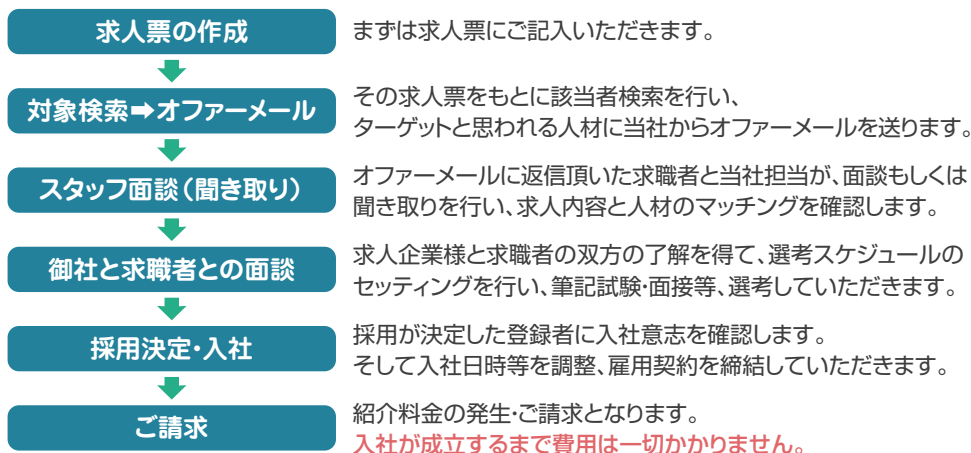 求人票の作成
まずは求人票にご記入いただきます。
対象検索➡オファーメール
その求人票をもとに該当者検索を行い、
ターゲットと思われる人材に当社からオファーメールを送ります。
スタッフ面談(聞き取り)
オファーメールに返信頂いた求職者と当社担当が、面談もしくは
聞き取りを行い、求人内容と人材のマッチングを確認します。
御社と求職者との面談
求人企業様と求職者の双方の了解を得て、選考スケジュールの
セッティングを行い、筆記試験・面接等、選考していただきます。
採用決定・入社
採用が決定した登録者に入社意志を確認します。
そして入社日時等を調整、雇用契約を締結していただきます。
ご請求
紹介料金の発生・ご請求となります。
入社が成立するまで費用は一切かかりません。